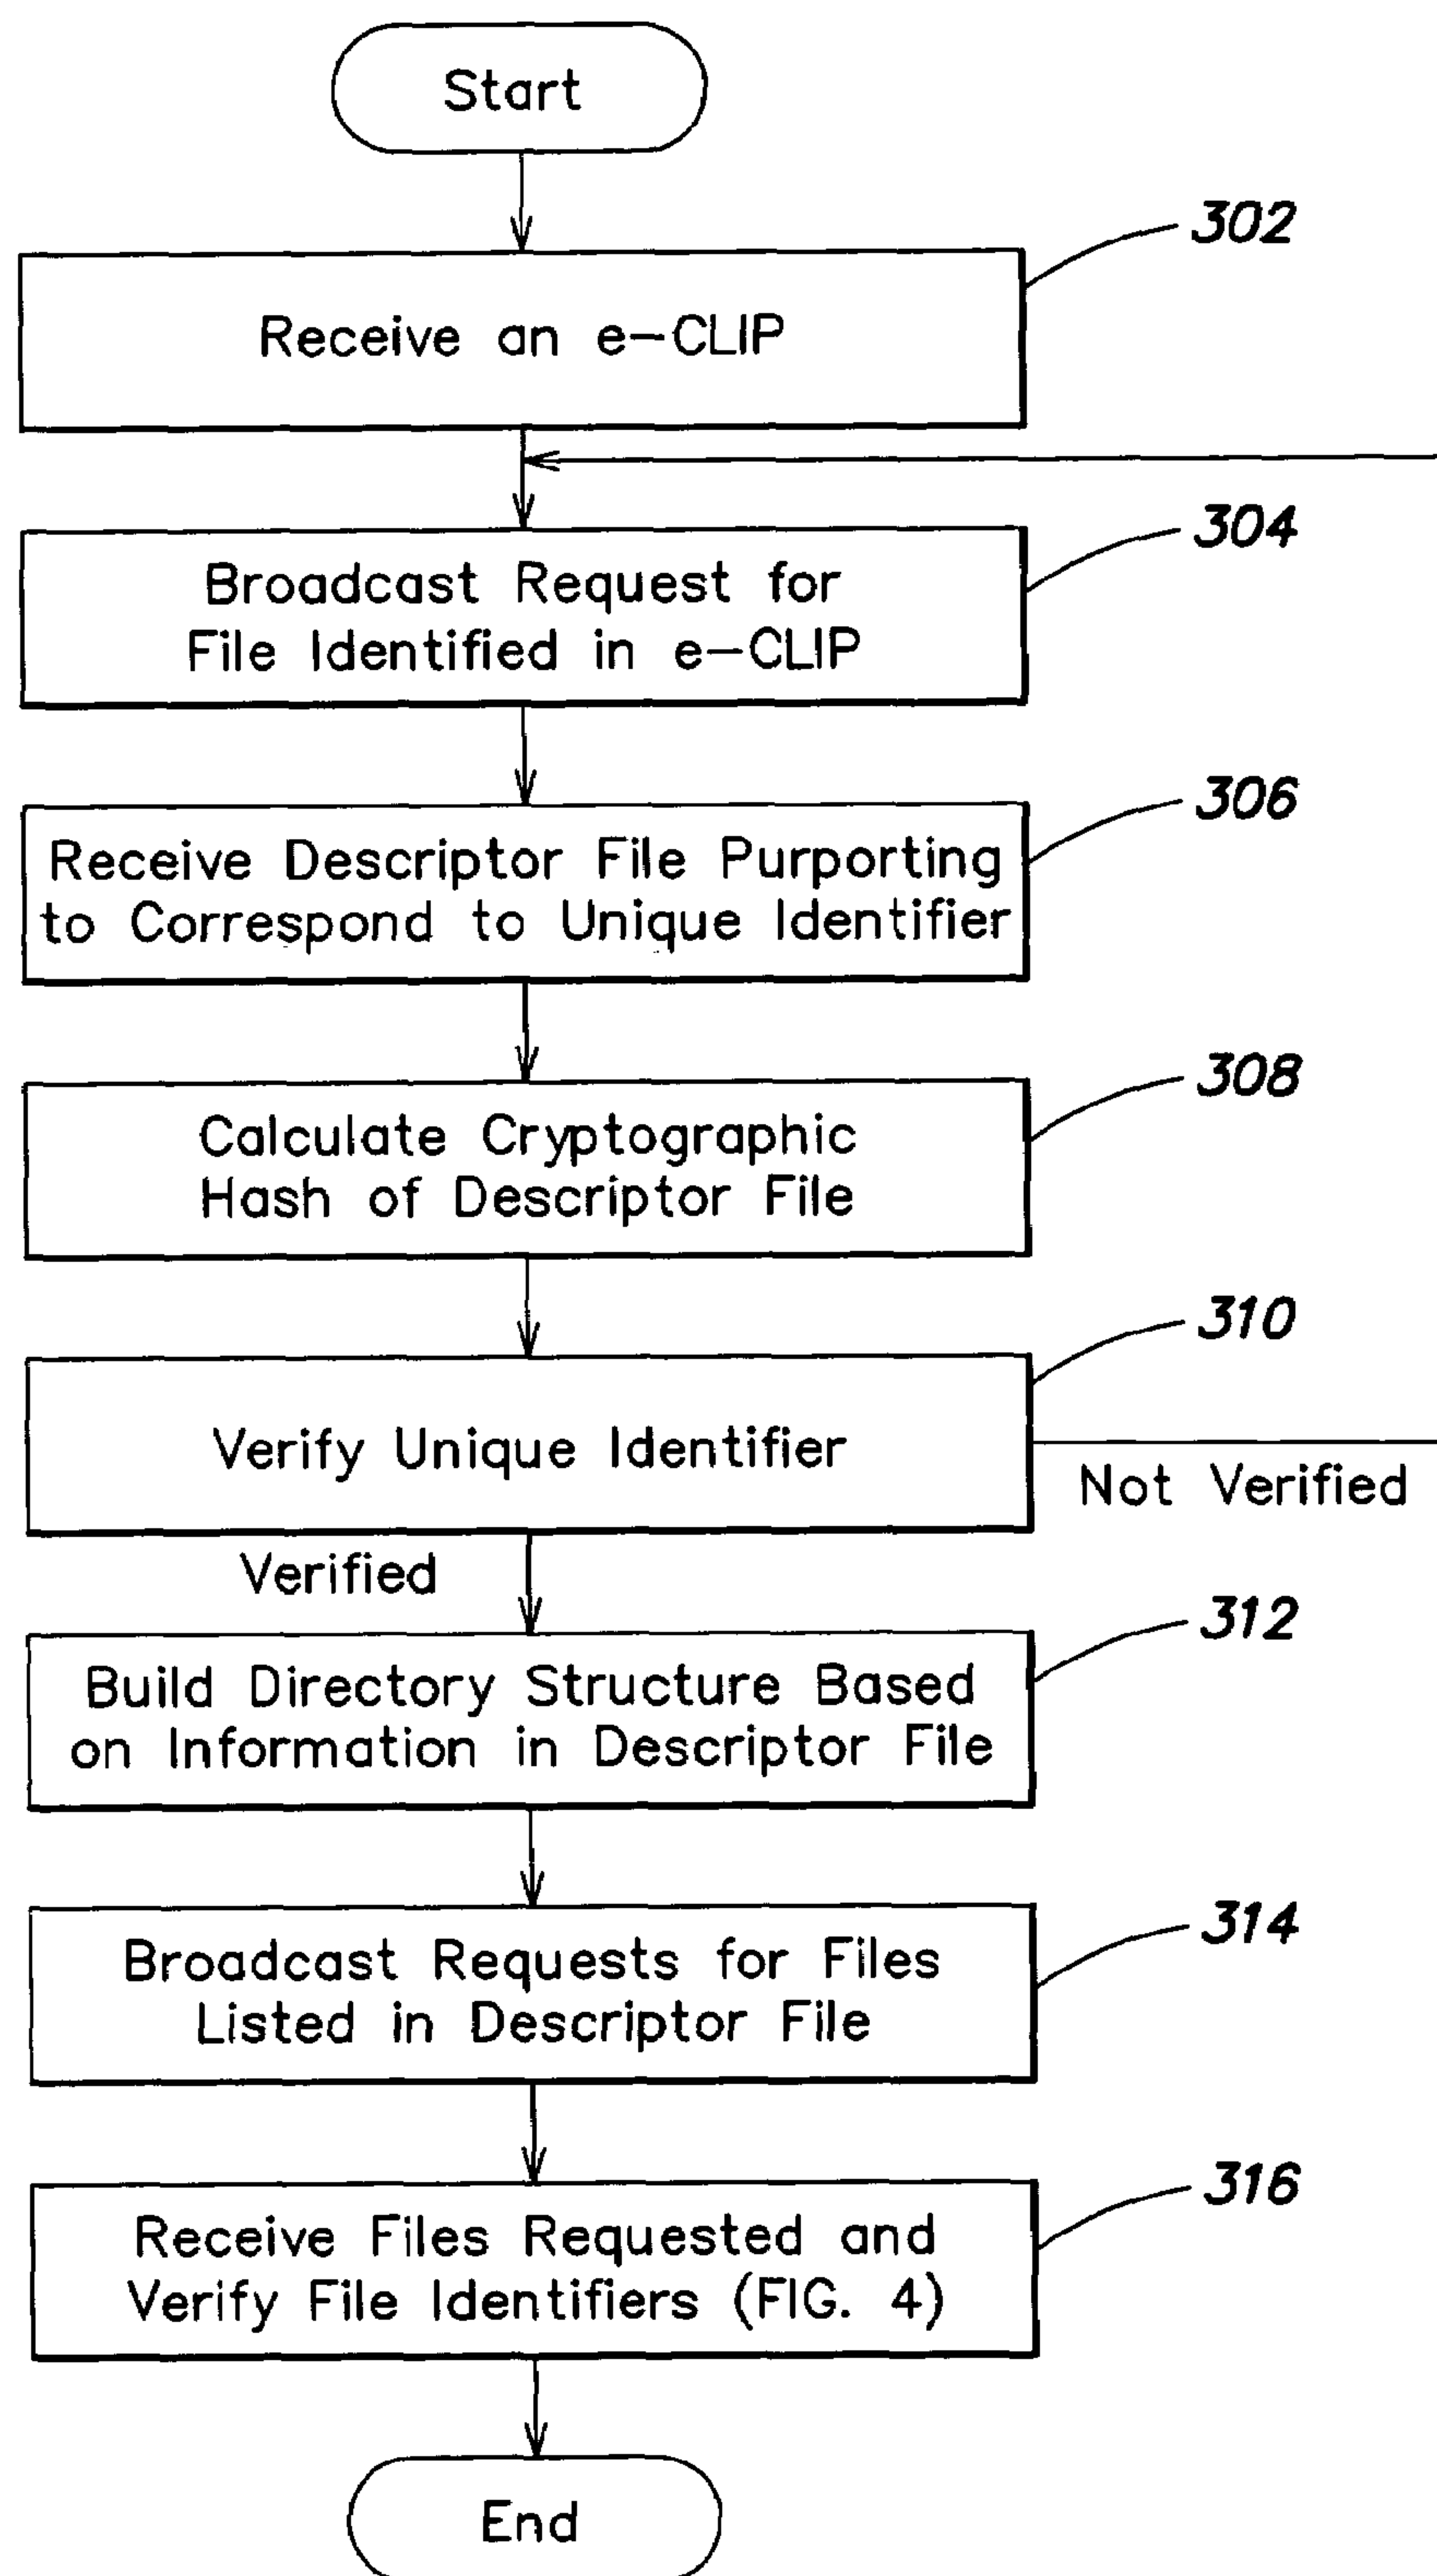 Start
302
Receive an e-CLIP
304
Broadcast Request for
File Identified in e-CLIP
306
Receive Descriptor File Purporting
to Correspond to Unique Identifier
308
Calculate Cryptographic
Hash of Descriptor File
310
Verify Unique Identifier
Not Verified
Verified
312
Build Directory Structure Based
on Information in Descriptor File
314
Broadcast Requests for Files
Listed in Descriptor File
316
Receive Files Requested and
Verify File Identifiers (FIG. 4)
End